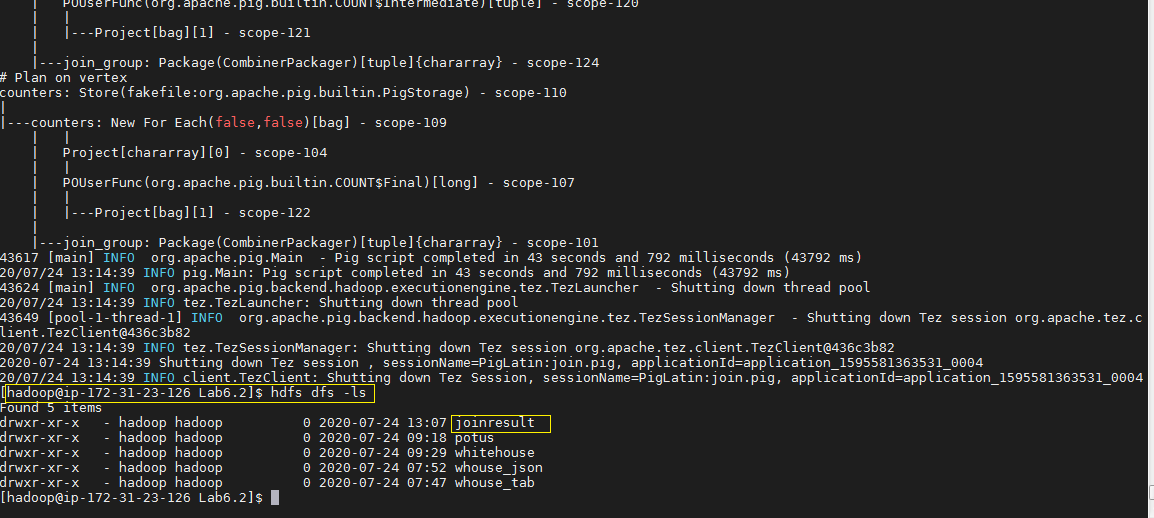 |   POUserFunc(org.apache.pig.builtin.COUNT$Intermediate)[tuple] - scope-120
|   |
|   |---Project[bag][1] - scope-121
|
|---join_group: Package(CombinerPackager)[tuple]{chararray} - scope-124
# Plan on vertex
counters: Store(fakefile:org.apache.pig.builtin.PigStorage) - scope-110
|
|---counters: New For Each(false,false)[bag] - scope-109
    |   |
    |   Project[chararray][0] - scope-104
    |   |
    |   POUserFunc(org.apache.pig.builtin.COUNT$Final)[long] - scope-107
    |   |
    |   |---Project[bag][1] - scope-122
    |
    |---join_group: Package(CombinerPackager)[tuple]{chararray} - scope-101
43617 [main] INFO  org.apache.pig.Main  - Pig script completed in 43 seconds and 792 milliseconds (43792 ms)
20/07/24 13:14:39 INFO pig.Main: Pig script completed in 43 seconds and 792 milliseconds (43792 ms)
43624 [main] INFO  org.apache.pig.backend.hadoop.executionengine.tez.TezLauncher  - Shutting down thread pool
20/07/24 13:14:39 INFO tez.TezLauncher: Shutting down thread pool
43649 [pool-1-thread-1] INFO  org.apache.pig.backend.hadoop.executionengine.tez.TezSessionManager  - Shutting down Tez session org.apache.tez.c
lient.TezClient@436c3b82
20/07/24 13:14:39 INFO tez.TezSessionManager: Shutting down Tez session org.apache.tez.client.TezClient@436c3b82
2020-07-24 13:14:39 Shutting down Tez session , sessionName=PigLatin:join.pig, applicationId=application_1595581363531_0004
20/07/24 13:14:39 INFO client.TezClient: Shutting down Tez Session, sessionName=PigLatin:join.pig, applicationId=application_1595581363531_0004
[hadoop@ip-172-31-23-126 Lab6.2]$ hdfs dfs -ls
Found 5 items
drwxr-xr-x   - hadoop hadoop          0 2020-07-24 13:07 joinresult
drwxr-xr-x   - hadoop hadoop          0 2020-07-24 09:18 potus
drwxr-xr-x   - hadoop hadoop          0 2020-07-24 09:29 whitehouse
drwxr-xr-x   - hadoop hadoop          0 2020-07-24 07:52 whouse_json
drwxr-xr-x   - hadoop hadoop          0 2020-07-24 07:47 whouse_tab
[hadoop@ip-172-31-23-126 Lab6.2]$